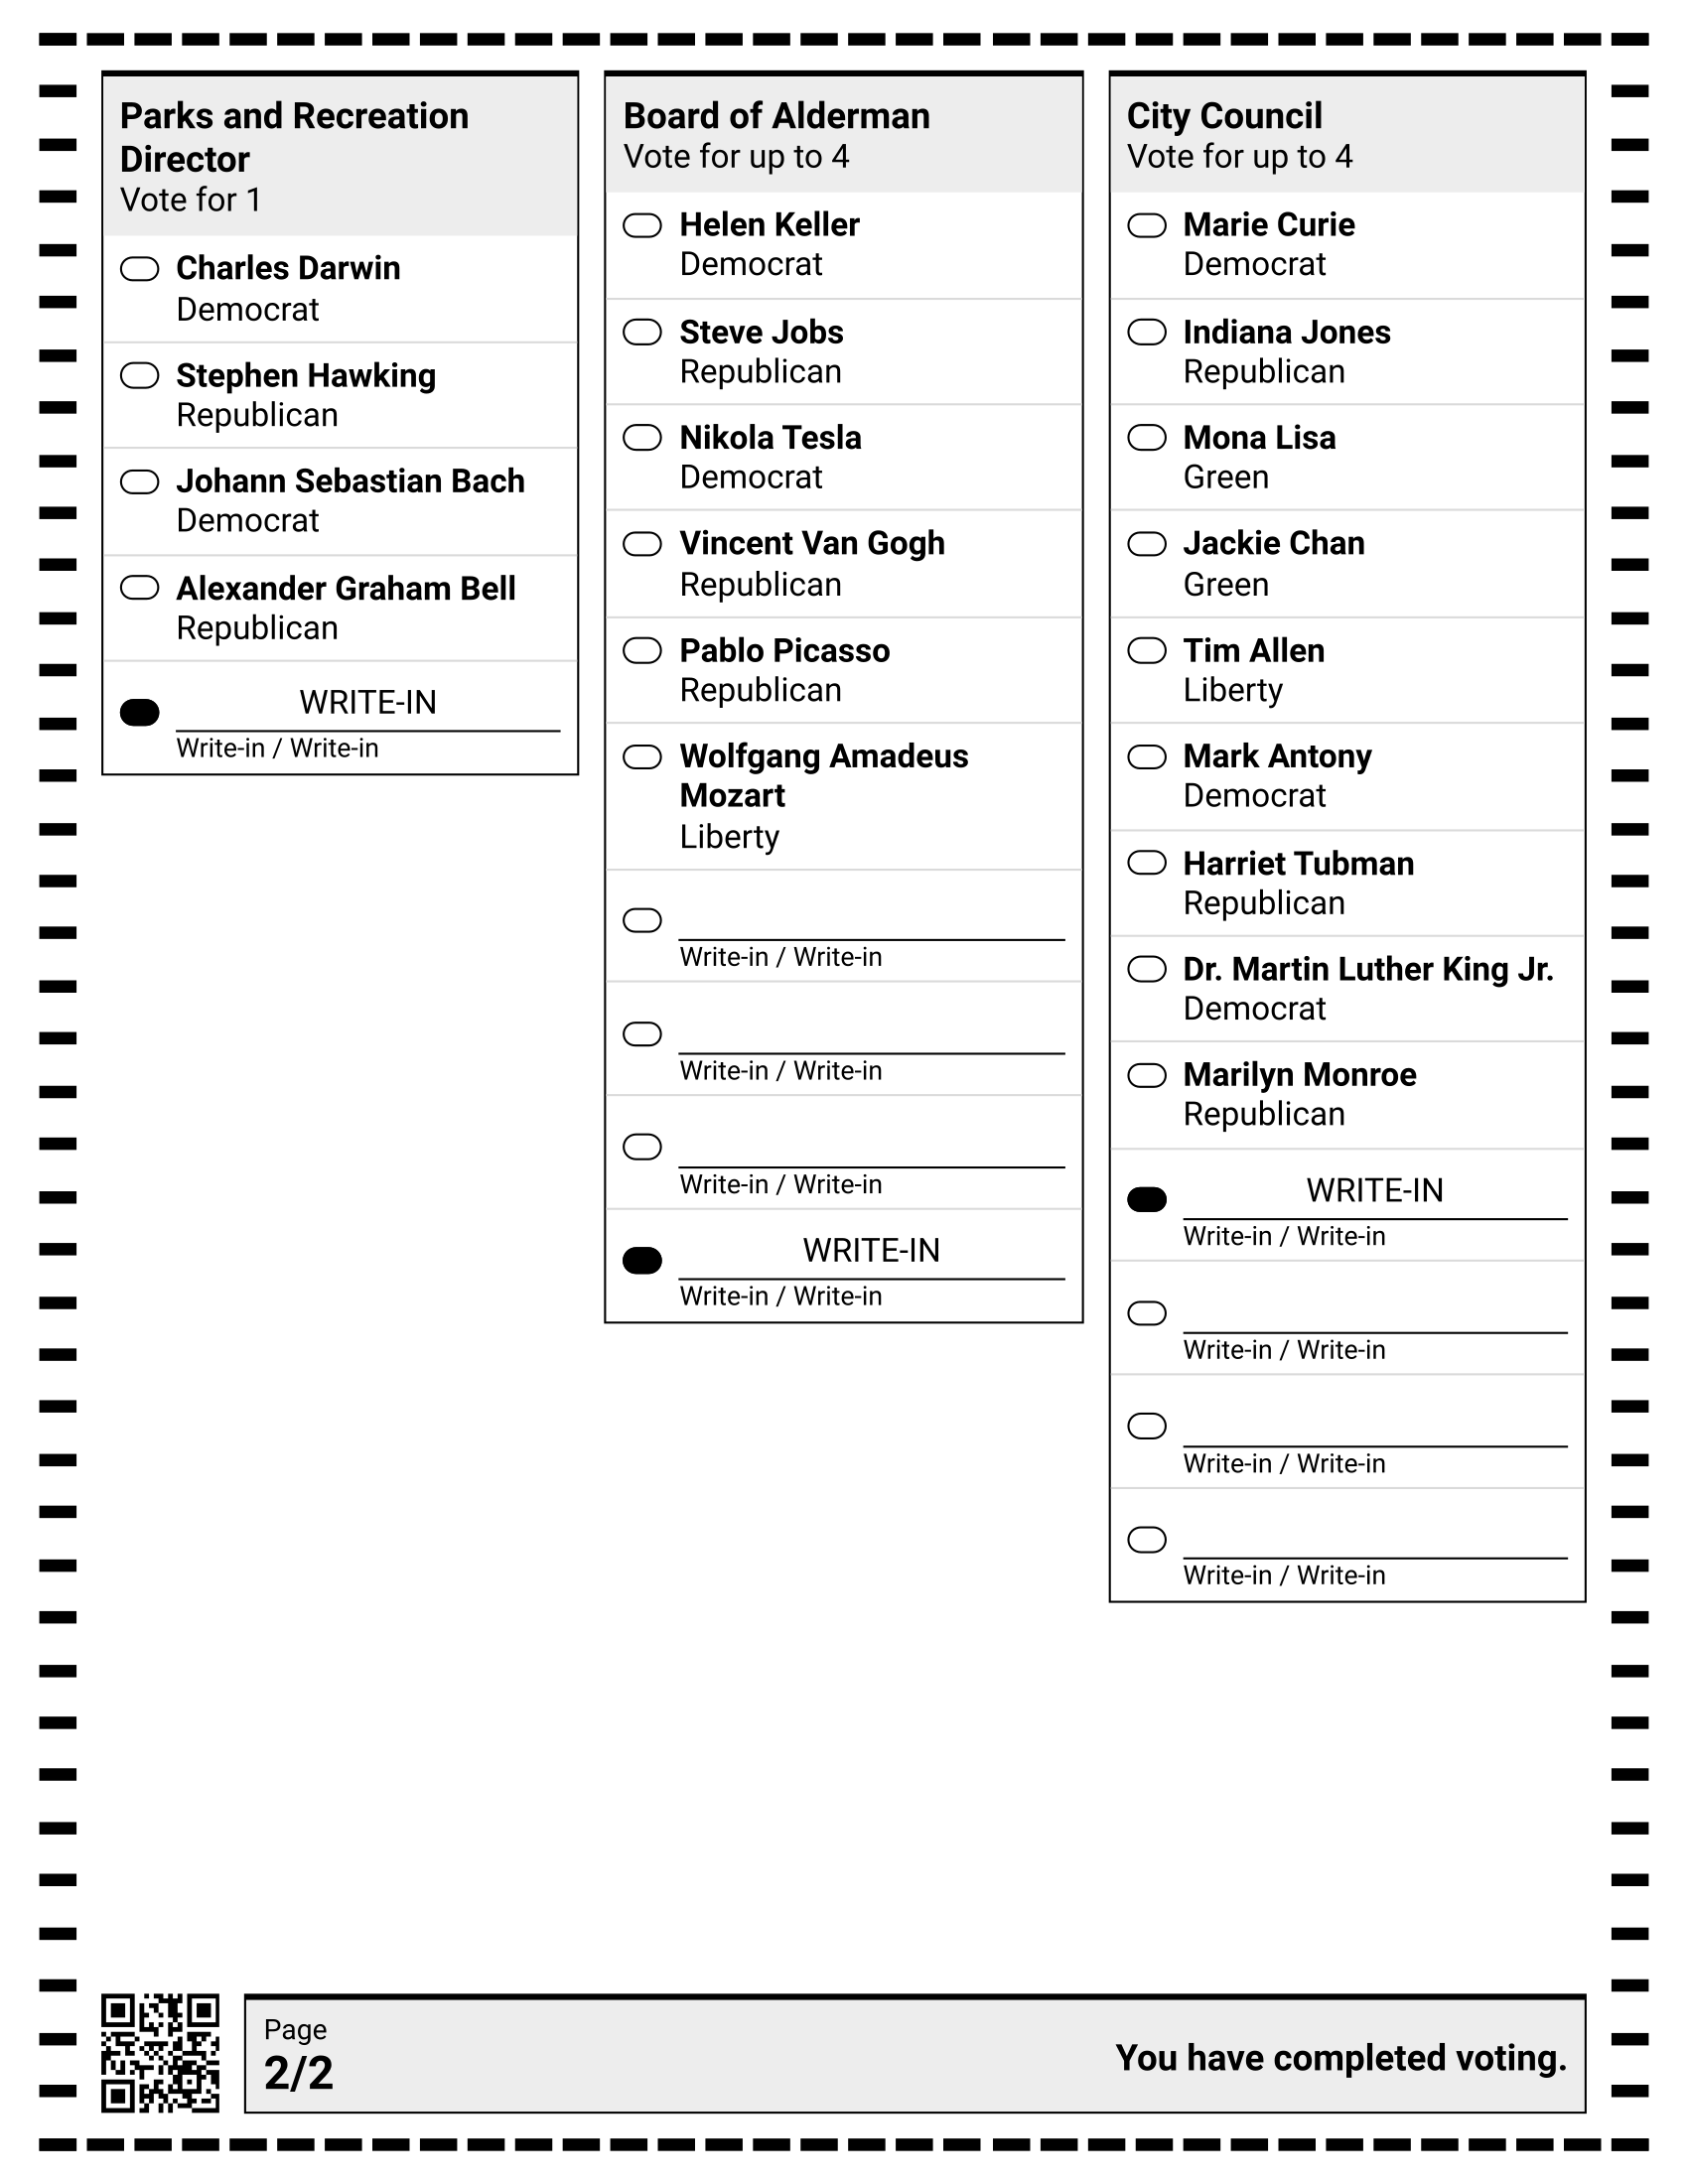 Parks and Recreation
Director
Vote for 1
Charles Darwin
Democrat
Stephen Hawking
Republican
Johann Sebastian Bach
Democrat
Alexander Graham Bell
Republican
WRITE-IN
Write-in / Write-in
Board of Alderman
Vote for up to 4
Helen Keller
Democrat
Steve Jobs
Republican
Nikola Tesla
Democrat
Vincent Van Gogh
Republican
Pablo Picasso
Republican
Wolfgang Amadeus
Mozart
Liberty
Write-in / Write-in
Write-in / Write-in
Write-in / Write-in
WRITE-IN
Write-in / Write-in
City Council
Vote for up to 4
Marie Curie
Democrat
Indiana Jones
Republican
Mona Lisa
Green
Jackie Chan
Green
Tim Allen
Liberty
Mark Antony
Democrat
Harriet Tubman
Republican
Dr. Martin Luther King Jr.
Democrat
Marilyn Monroe
Republican
WRITE-IN
Write-in / Write-in
Write-in / Write-in
Write-in / Write-in
Write-in / Write-in
Page
2/2
You have completed voting.